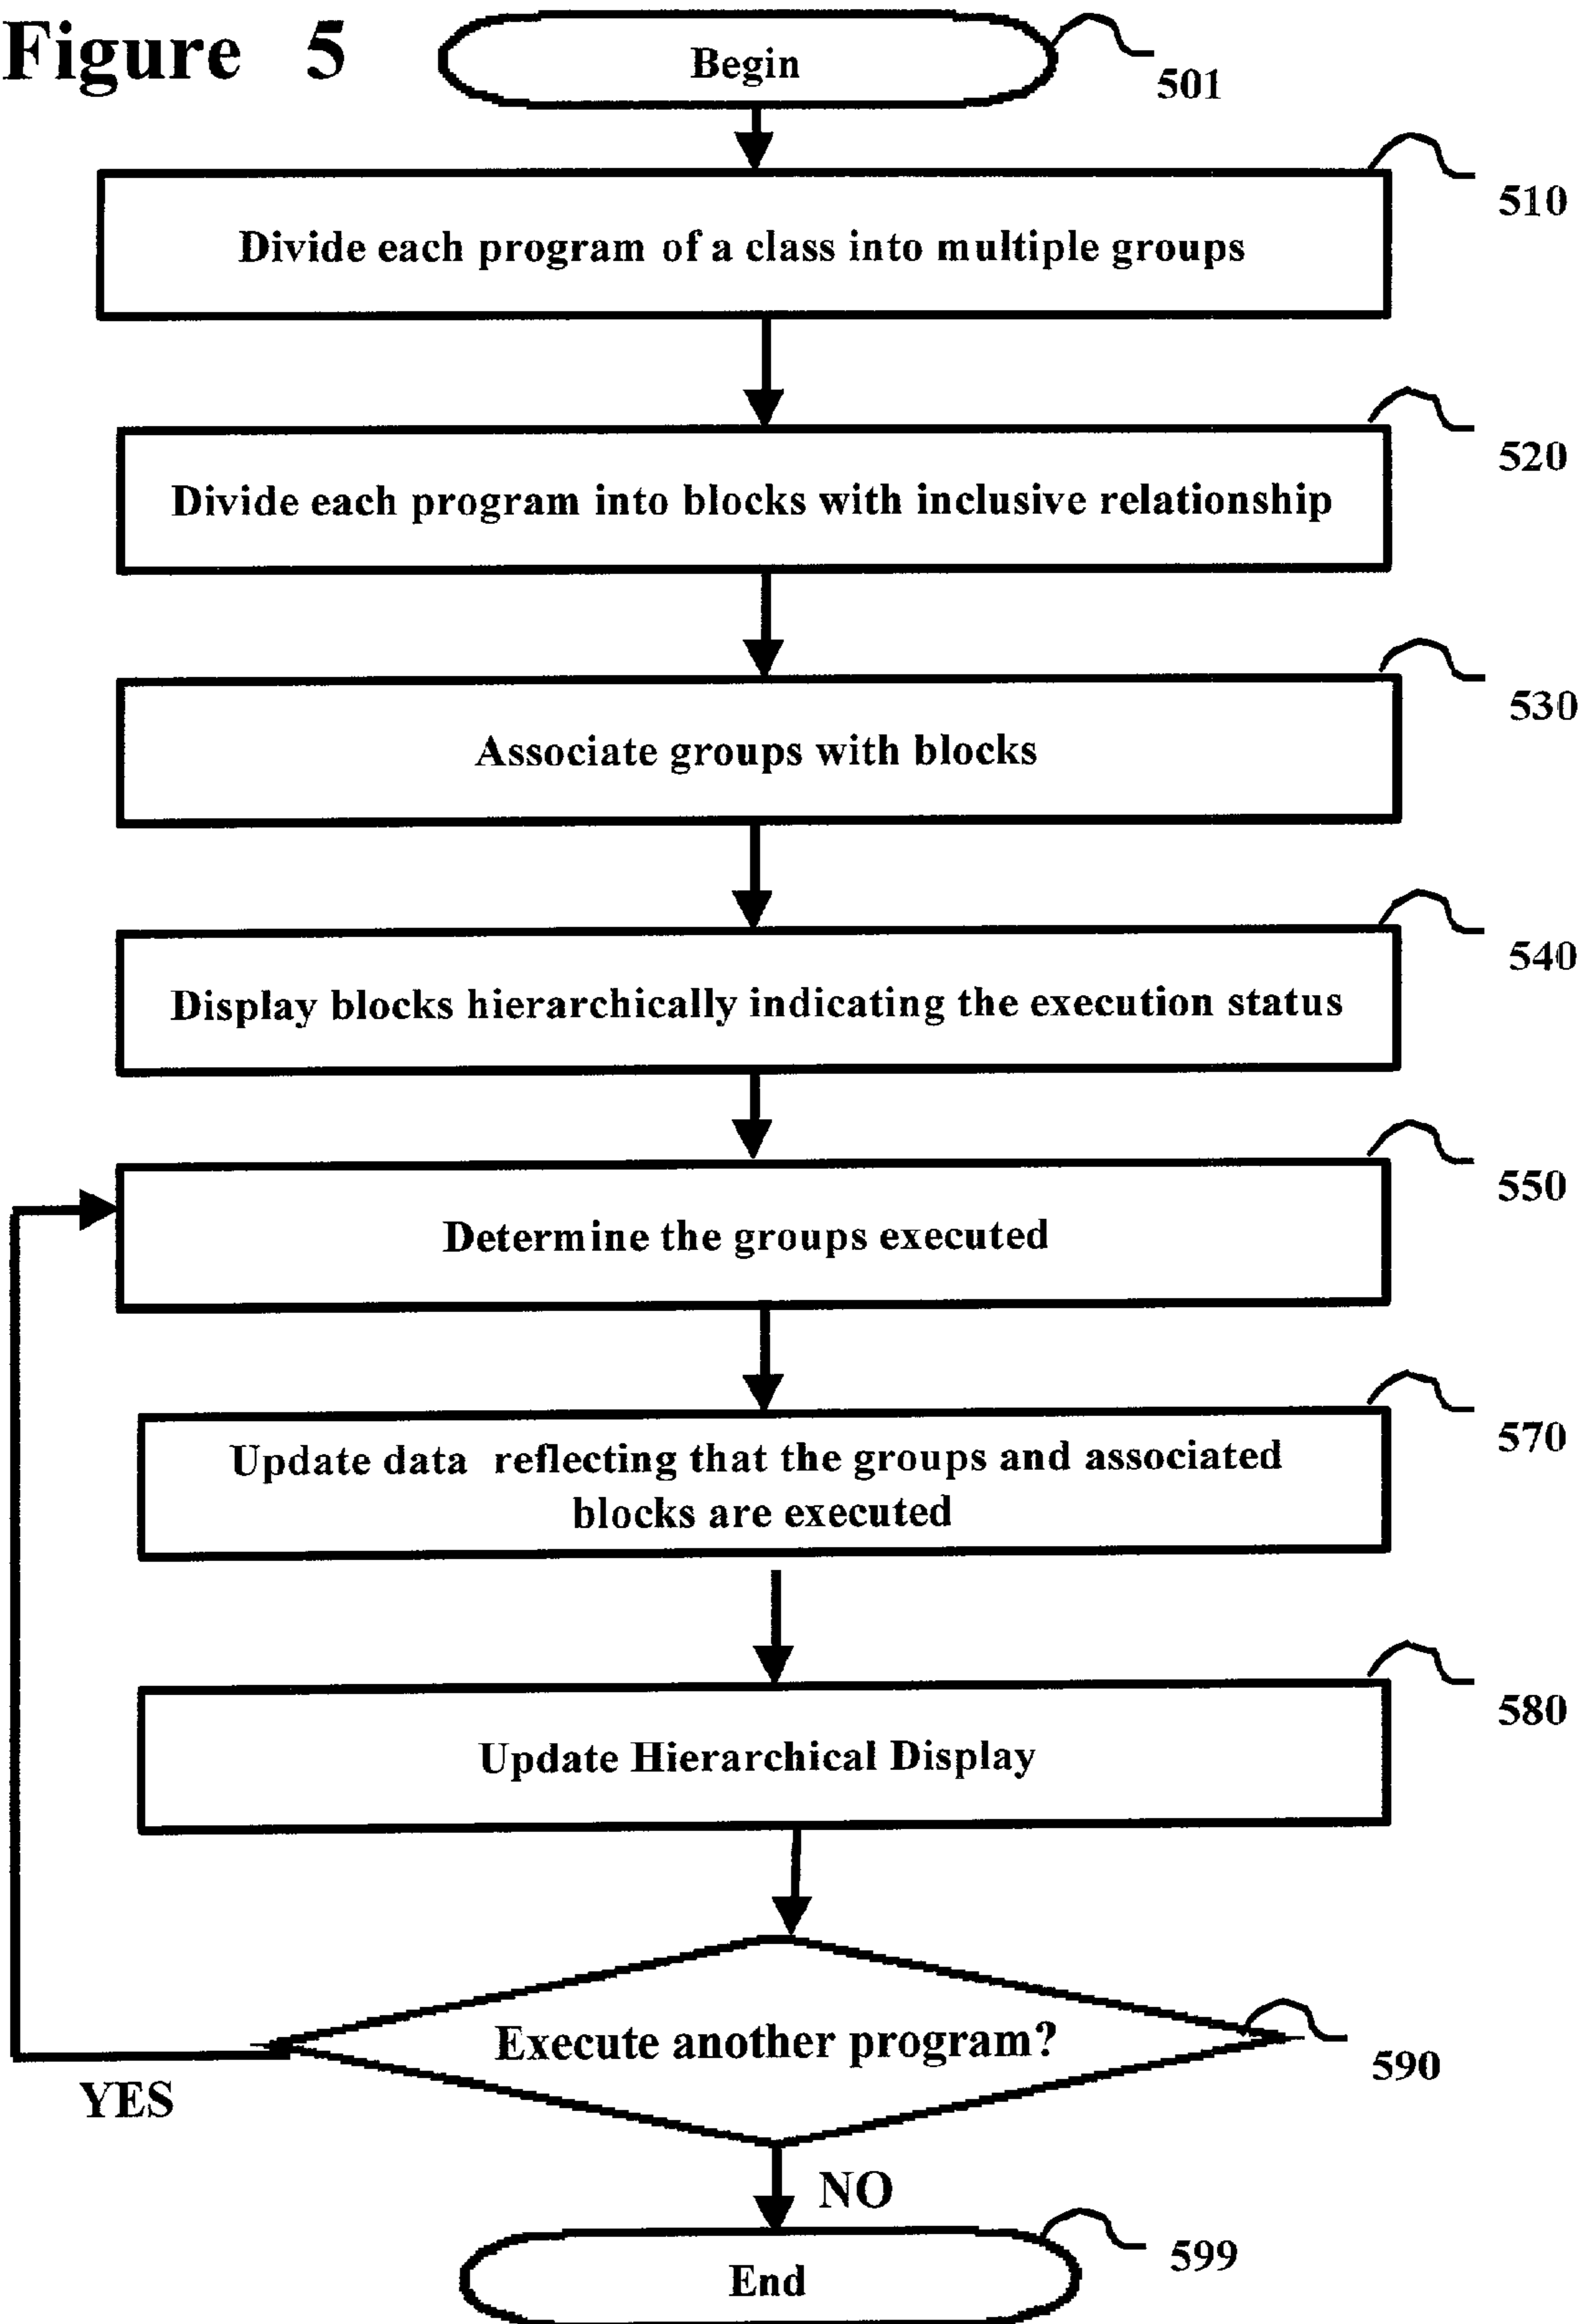 Figure 5
Begin
501
510
Divide each program of a class into multiple groups
520
Divide each program into blocks with inclusive relationship
530
Associate groups with blocks
540
Display blocks hierarchically indicating the execution status
550
Determine the groups executed
570
Update data reflecting that the groups and associated
blocks are executed
580
Update Hierarchical Display
Execute another program?
590
YES
NO
599
End